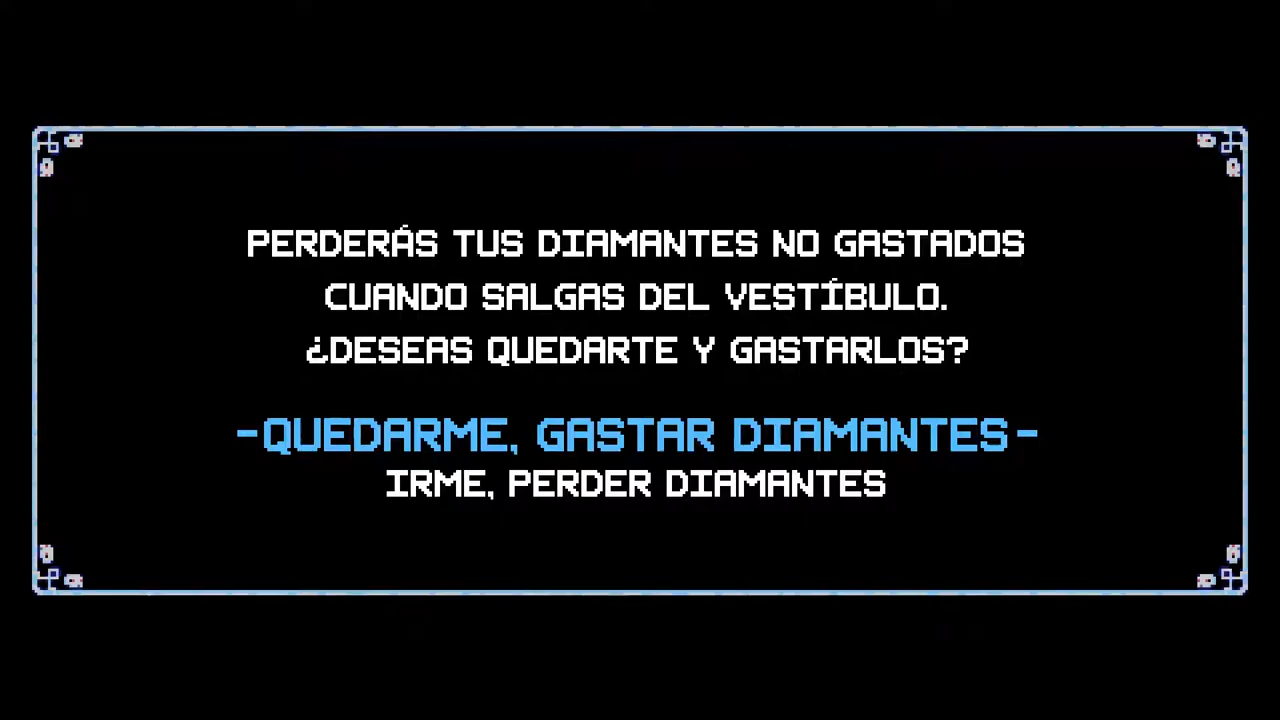 PERDERÁS TUS DIAMANTES NO GASTADOS
CUANDO SALGAS DEL VESTÍBULO.
¿DESEAS QUEDARTE Y GASTARLOS?
-QUEDARME, GASTAR DIAMANTES-
IRME, PERDER DIAMANTES